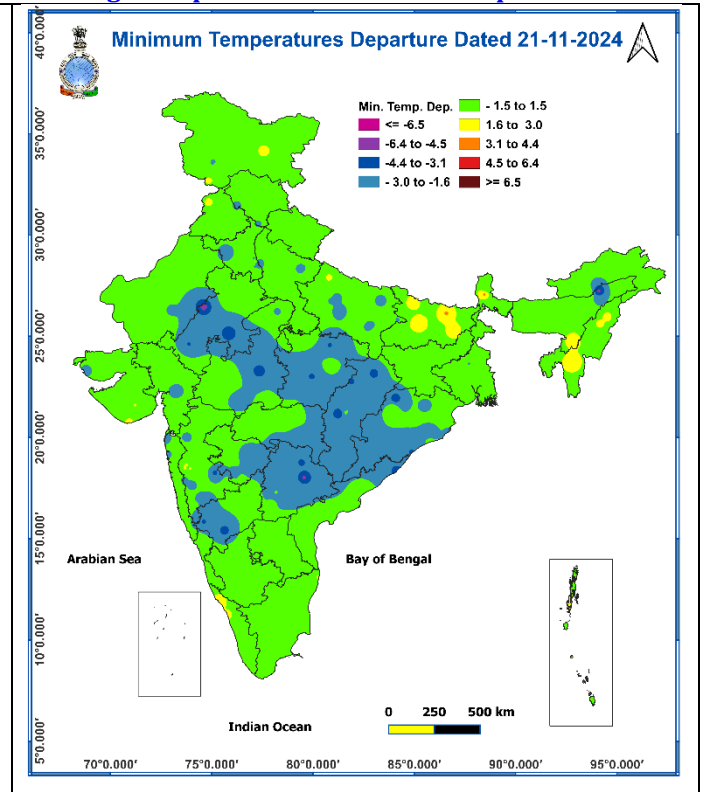 Minimum Temperatures Departure Dated 21-11-2024
Min. Temp. Dep.
<= -6.5
-6.4 to -4.5
-4.4 to -3.1
- 3.0 to -1.6
- 1.5 to 1.5
1.6 to 3.0
3.1 to 4.4
4.5 to 6.4
>= 6.5
40°0.000'
35°0.000'
30°0.000'
25°0.000'
20°0.000'
15°0.000'
10°0.000'
5°0.000'
Arabian Sea
Bay of Bengal
Indian Ocean
0 250 500 km
70°0.000' 75°0.000' 80°0.000' 85°0.000' 90°0.000' 95°0.000'